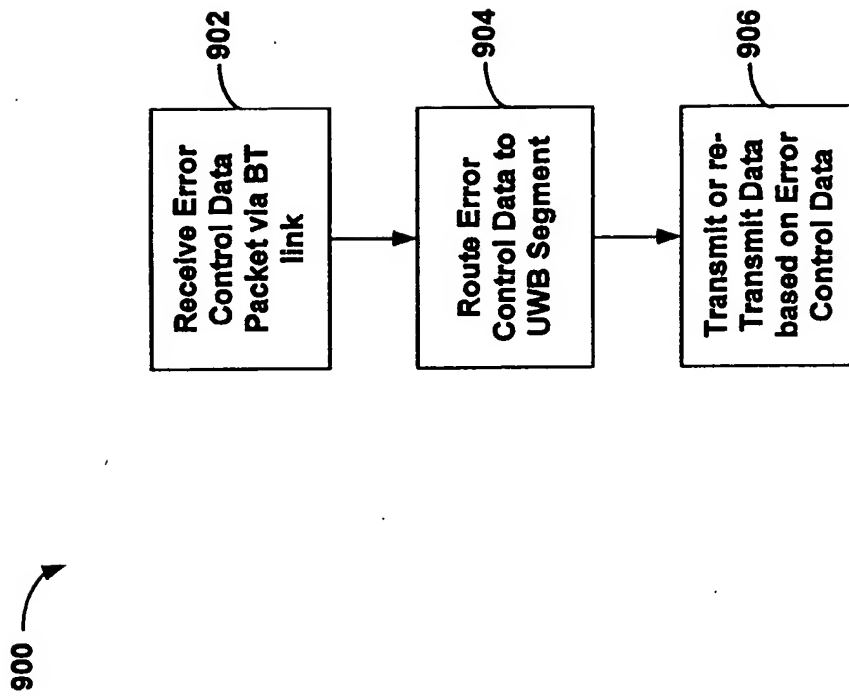 900
Receive Error
Control Data
Packet via BT
link
902
Route Error
Control Data to
UWB Segment
904
Transmit or re-
Transmit Data
based on Error
Control Data
906